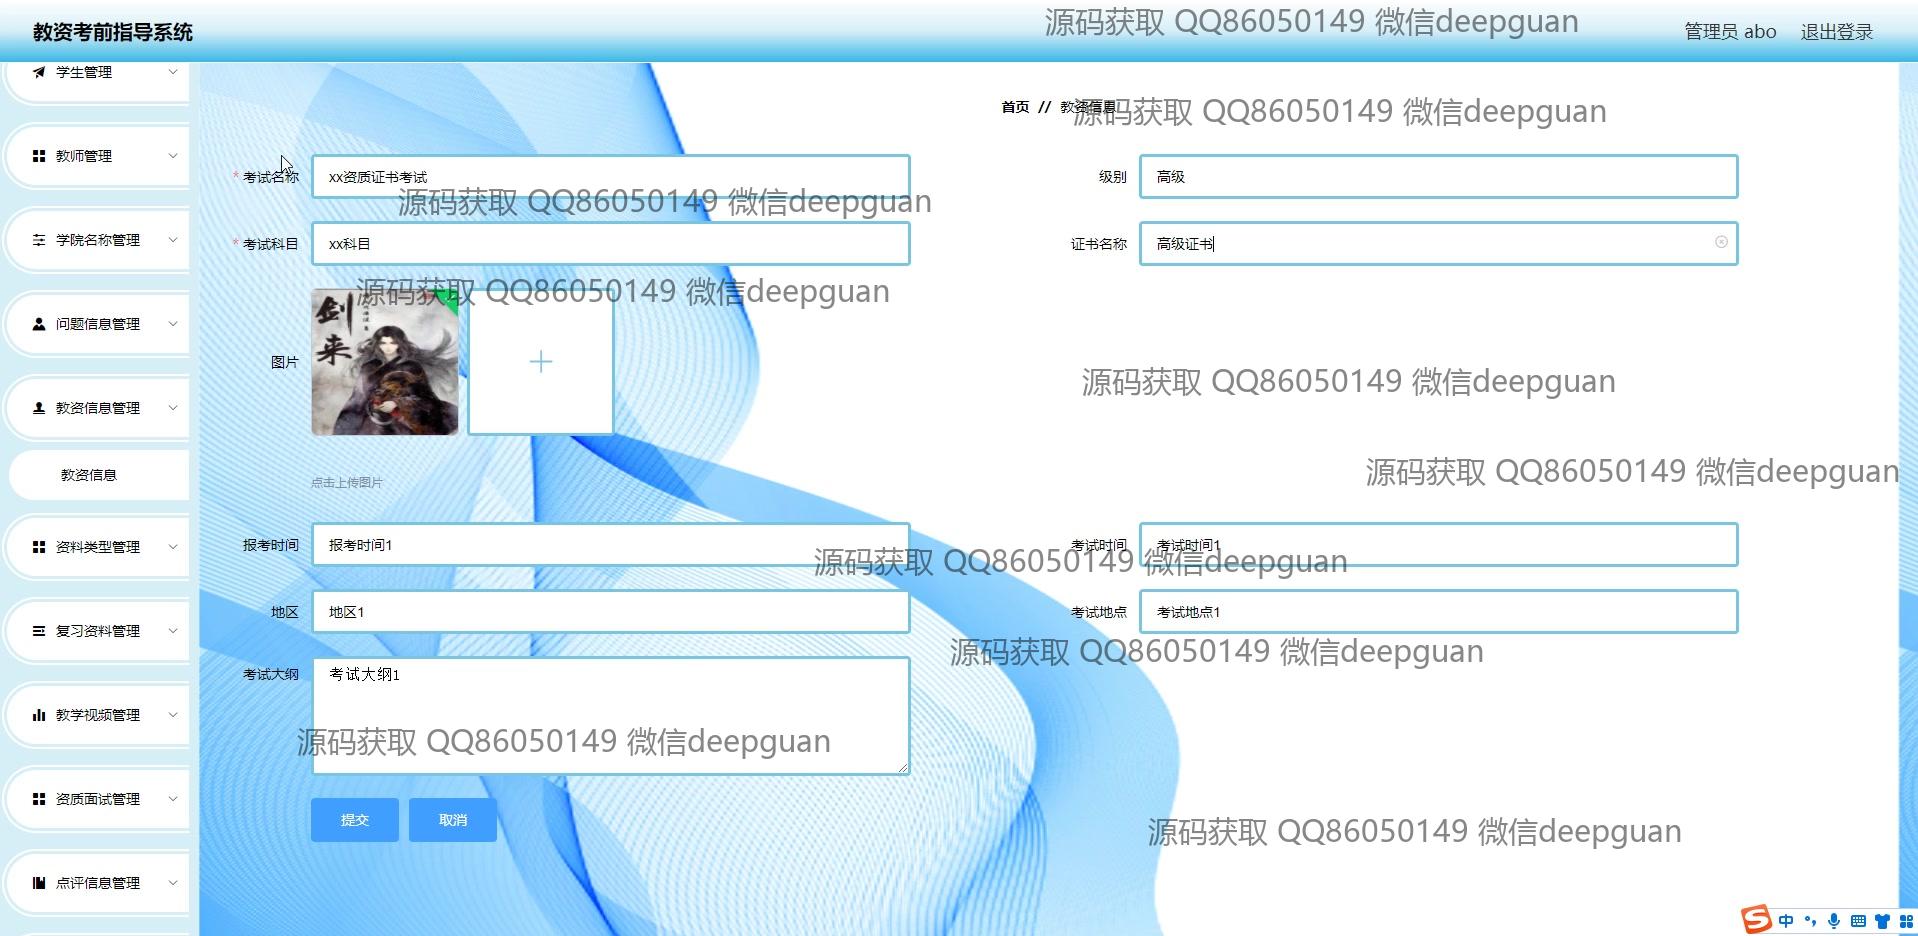 教资考前指导系统
源码获取 QQ86050149 微信deepguan
管理员 abo
退出登录
学生管理
首页 // 教资信息
源码获取 QQ86050149 微信deepguan
教师管理
* 考试名称
xx资质证书考试
级别
高级
源码获取 QQ86050149 微信deepguan
学院名称管理
* 考试科目
xx科目
证书名称
高级证书
源码获取 QQ86050149 微信deepguan
剑来
问题信息管理
图片
源码获取 QQ86050149 微信deepguan
教资信息管理
教资信息
源码获取 QQ86050149 微信deepguan
点击上传图片
资料类型管理
报考时间
报考时间1
考试时间
考试时间1
源码获取 QQ86050149 微信deepguan
地区
地区1
考试地点
考试地点1
复习资料管理
源码获取 QQ86050149 微信deepguan
考试大纲
考试大纲1
教学视频管理
源码获取 QQ86050149 微信deepguan
资质面试管理
提交
取消
源码获取 QQ86050149 微信deepguan
点评信息管理
中